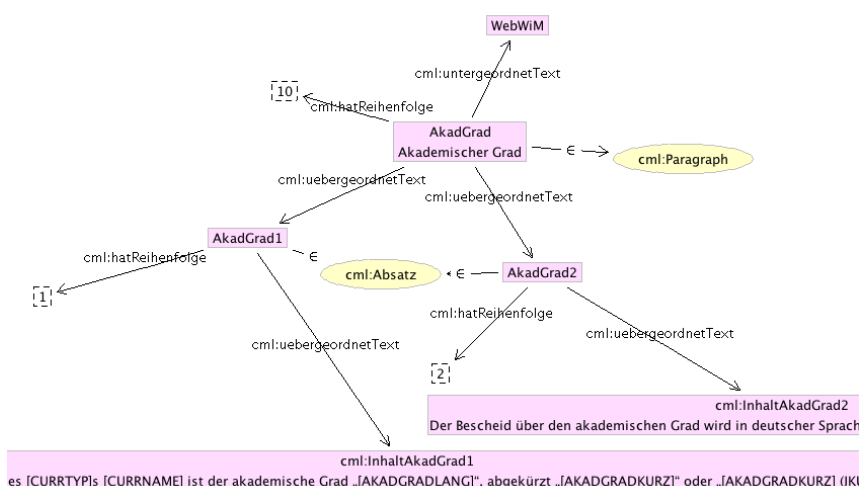 WebWiM
cml:untergeordnetText
10
cml:hatReihenfolge
AkadGrad
Akademischer Grad
∈
cml:Paragraph
cml:uebergeordnetText
cml:uebergeordnetText
AkadGrad1
cml:hatReihenfolge
∈
cml:Absatz
∈
AkadGrad2
1
cml:hatReihenfolge
cml:uebergeordnetText
cml:uebergeordnetText
2
cml:InhaltAkadGrad2
Der Bescheid über den akademischen Grad wird in deutscher Sprach
cml:InhaltAkadGrad1
es [CURRTYP]s [CURRNAME] ist der akademische Grad „[AKADGRADLANG]", abgekürzt „[AKADGRADKURZ]" oder „[AKADGRADKURZ] (JKU